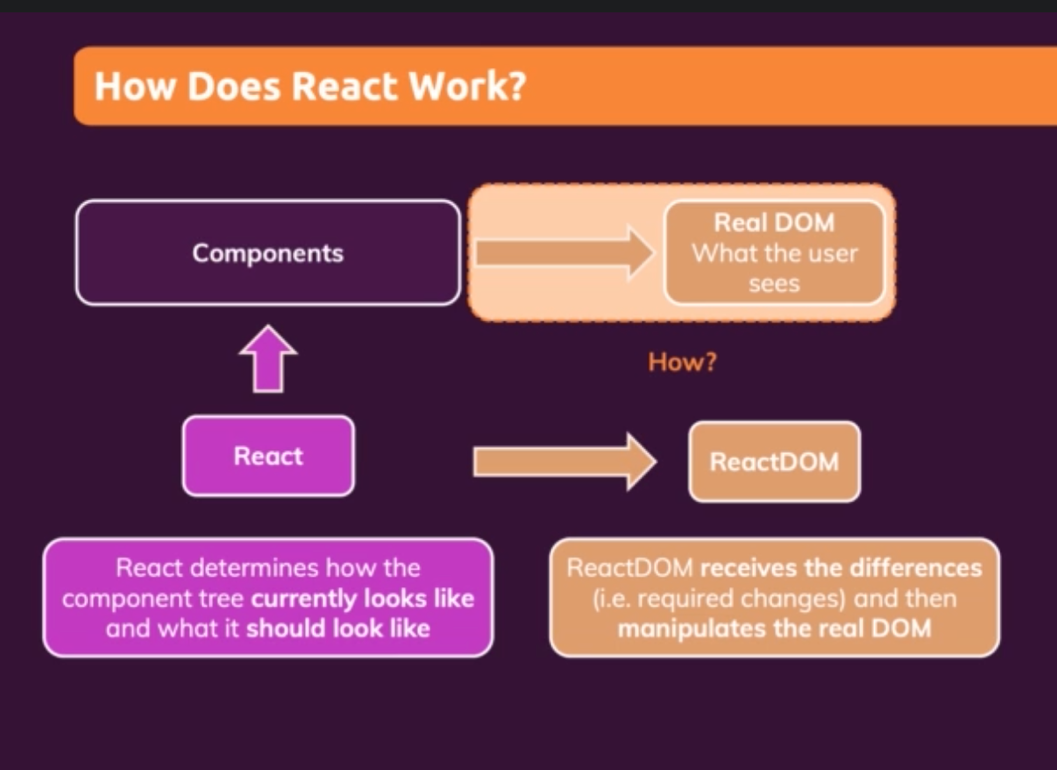 How Does React Work?
Components
Real DOM
What the user
sees
How?
React
ReactDOM
React determines how the
component tree currently looks like
and what it should look like
ReactDOM receives the differences
(i.e. required changes) and then
manipulates the real DOM